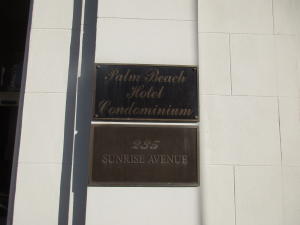 Palm Beach
Hotel
Condominium
235
SUNRISE AVENUE